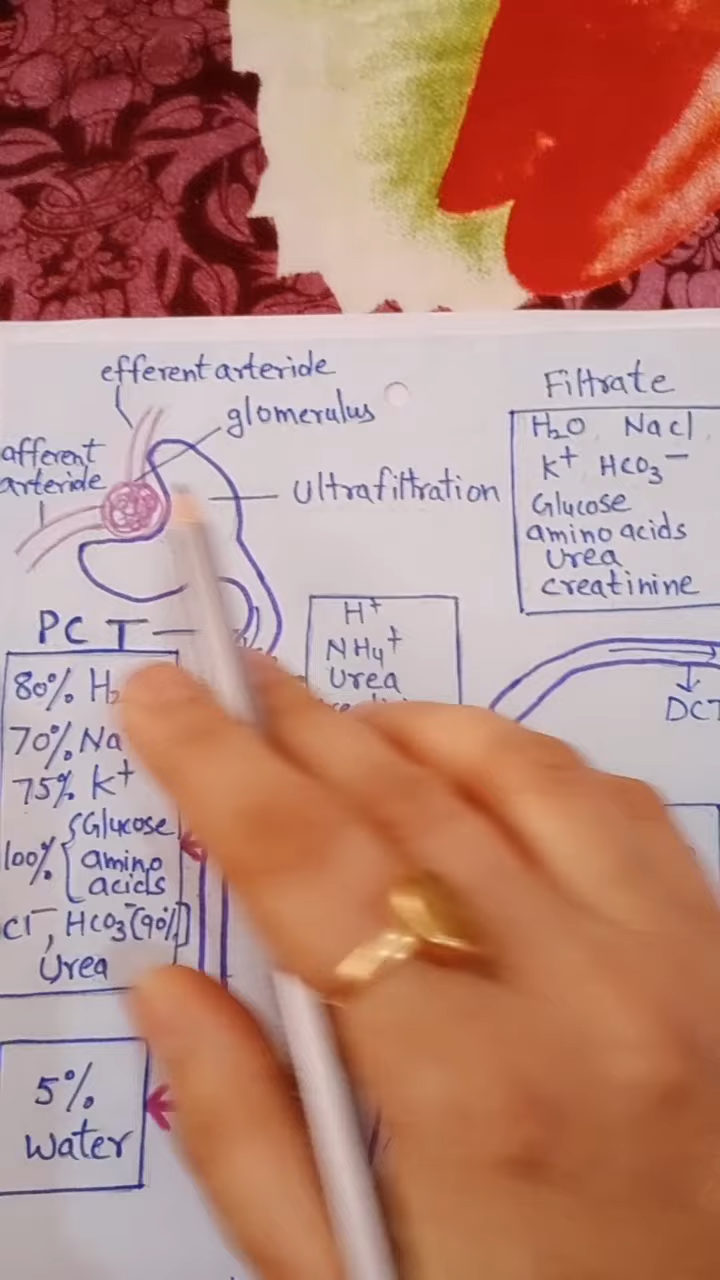 efferent arteride
glomerulus
afferent
arteride
Ultrafiltration
Filtrate
H₂O NaCl
K⁺ HCO₃⁻
Glucose
amino acids
Urea
creatinine
PCT
80% H₂
70% Na
75% K⁺
100% { Glucose
amino
acids
Cl⁻, HCO₃⁻ (90%)
Urea
H⁺
NH₄⁺
Urea
DCT
5%
Water